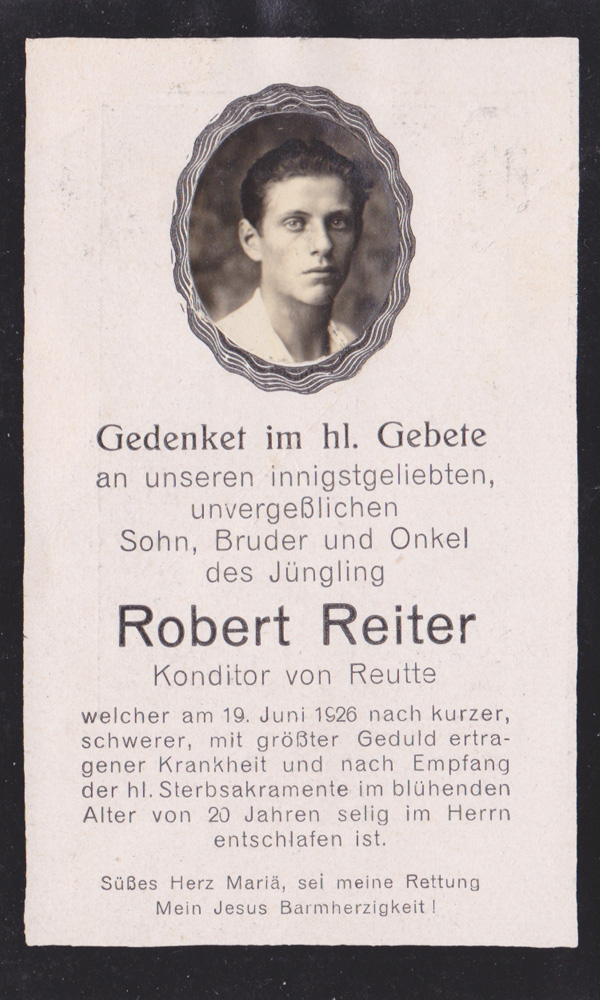 Gedenket im hl. Gebete
an unseren innigstgeliebten,
unvergeßlichen
Sohn, Bruder und Onkel
des Jüngling
Robert Reiter
Konditor von Reutte
welcher am 19. Juni 1926 nach kurzer,
schwerer, mit größter Geduld ertra-
gener Krankheit und nach Empfang
der hl. Sterbsakramente im blühenden
Alter von 20 Jahren selig im Herrn
entschlafen ist.
Süßes Herz Mariä, sei meine Rettung
Mein Jesus Barmherzigkeit!